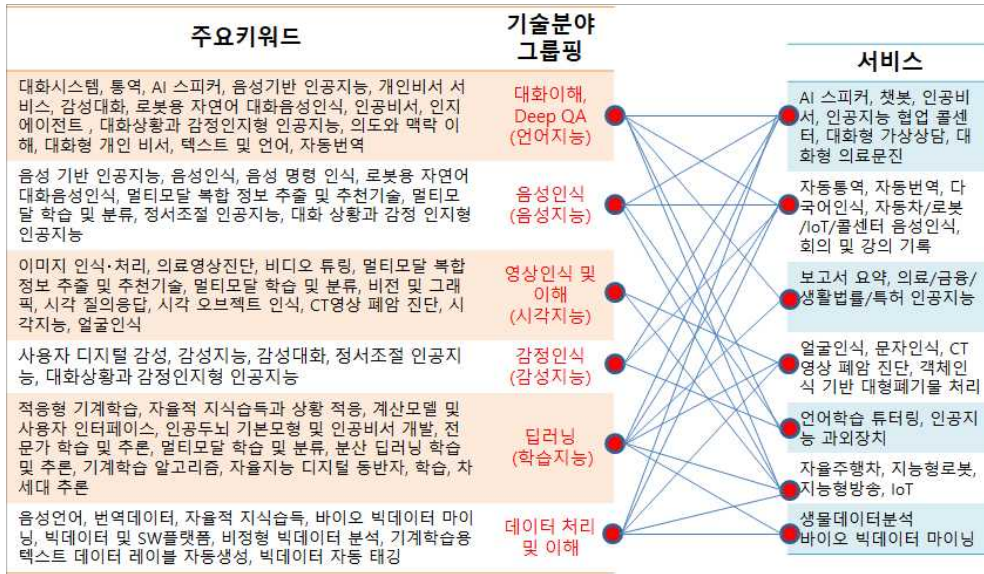 주요키워드
기술분야
그룹핑
서비스
대화시스템, 통역, AI 스피커, 음성기반 인공지능, 개인비서 서
비스, 감성대화, 로봇용 자연어 대화음성인식, 인공비서, 인지
에이전트 , 대화상황과 감정인지형 인공지능, 의도와 맥락 이
해, 대화형 개인 비서, 텍스트 및 언어, 자동번역
대화이해,
Deep QA
(언어지능)
음성 기반 인공지능, 음성인식, 음성 명령 인식, 로봇용 자연어
대화음성인식, 멀티모달 복합 정보 추출 및 추천기술, 멀티모
달 학습 및 분류, 정서조절 인공지능, 대화 상황과 감정 인지형
인공지능
음성인식
(음성지능)
이미지 인식·처리, 의료영상진단, 비디오 튜링, 멀티모달 복합
정보 추출 및 추천기술, 멀티모달 학습 및 분류, 비전 및 그래
픽, 시각 질의응답, 시각 오브젝트 인식, CT영상 폐암 진단, 시
각지능, 얼굴인식
영상인식 및
이해
(시각지능)
사용자 디지털 감성, 감성지능, 감성대화, 정서조절 인공지
능, 대화상황과 감정인지형 인공지능
감정인식
(감성지능)
적응형 기계학습, 자율적 지식습득과 상황 적응, 계산모델 및
사용자 인터페이스, 인공두뇌 기본모형 및 인공비서 개발, 전
문가 학습 및 추론, 멀티모달 학습 및 분류, 분산 딥러닝 학습
및 추론, 기계학습 알고리즘, 자율지능 디지털 동반자, 학습, 차
세대 추론
딥러닝
(학습지능)
음성언어, 번역데이터, 자율적 지식습득, 바이오 빅데이터 마이
닝, 빅데이터 및 SW플랫폼, 비정형 빅데이터 분석, 기계학습용
텍스트 데이터 레이블 자동생성, 빅데이터 자동 태깅
데이터 처리
및 이해
AI 스피커, 챗봇, 인공비
서, 인공지능 협업 콜센
터, 대화형 가상상담, 대
화형 의료문진
자동통역, 자동번역, 다
국어인식, 자동차/로봇
/IoT/콜센터 음성인식,
회의 및 강의 기록
보고서 요약, 의료/금융/
생활법률/특허 인공지능
얼굴인식, 문자인식, CT
영상 폐암 진단, 객체인
식 기반 대형폐기물 처리
언어학습 튜터링, 인공지
능 과외장치
자율주행차, 지능형로봇,
지능형방송, IoT
생물데이터분석
바이오 빅데이터 마이닝